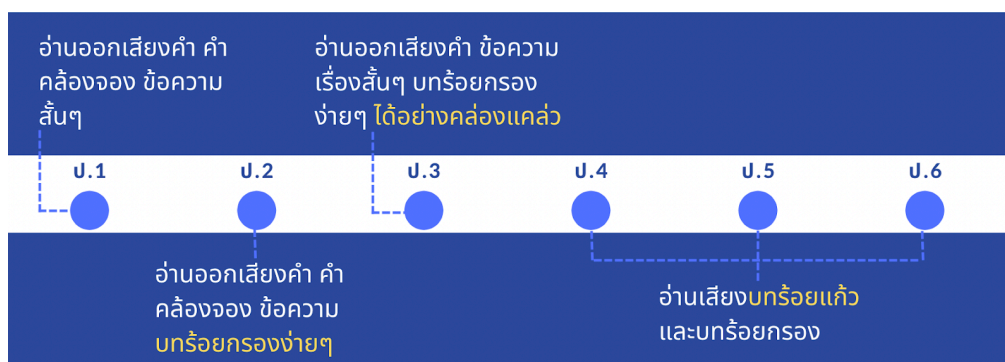 อ่านออกเสียงคำ คำ
คล้องจอง ข้อความ
สั้นๆ
อ่านออกเสียงคำ ข้อความ
เรื่องสั้นๆ บทร้อยกรอง
ง่ายๆ ได้อย่างคล่องแคล่ว
ป.1
ป.2
ป.3
ป.4
ป.5
ป.6
อ่านออกเสียงคำ คำ
คล้องจอง ข้อความ
บทร้อยกรองง่ายๆ
อ่านเสียงบทร้อยแก้ว
และบทร้อยกรอง